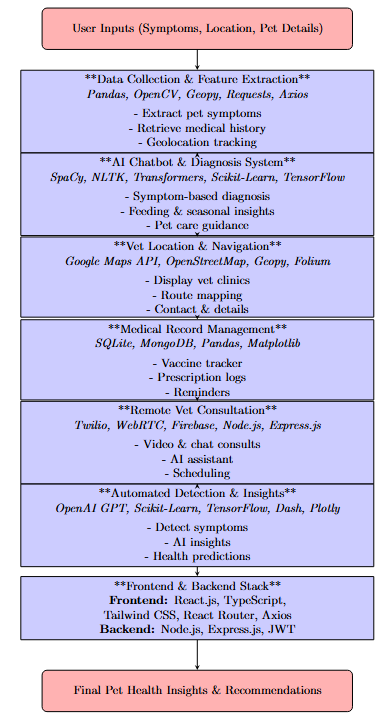 User Inputs (Symptoms, Location, Pet Details)
**Data Collection & Feature Extraction**
Pandas, OpenCV, Geopy, Requests, Axios
- Extract pet symptoms
- Retrieve medical history
- Geolocation tracking
**AI Chatbot & Diagnosis System**
SpaCy, NLTK, Transformers, Scikit-Learn, TensorFlow
- Symptom-based diagnosis
- Feeding & seasonal insights
- Pet care guidance
**Vet Location & Navigation**
Google Maps API, OpenStreetMap, Geopy, Folium
- Display vet clinics
- Route mapping
- Contact & details
**Medical Record Management**
SQLite, MongoDB, Pandas, Matplotlib
- Vaccine tracker
- Prescription logs
- Reminders
**Remote Vet Consultation**
Twilio, WebRTC, Firebase, Node.js, Express.js
- Video & chat consults
- AI assistant
- Scheduling
**Automated Detection & Insights**
OpenAI GPT, Scikit-Learn, TensorFlow, Dash, Plotly
- Detect symptoms
- AI insights
- Health predictions
**Frontend & Backend Stack**
Frontend: React.js, TypeScript,
Tailwind CSS, React Router, Axios
Backend: Node.js, Express.js, JWT
Final Pet Health Insights & Recommendations